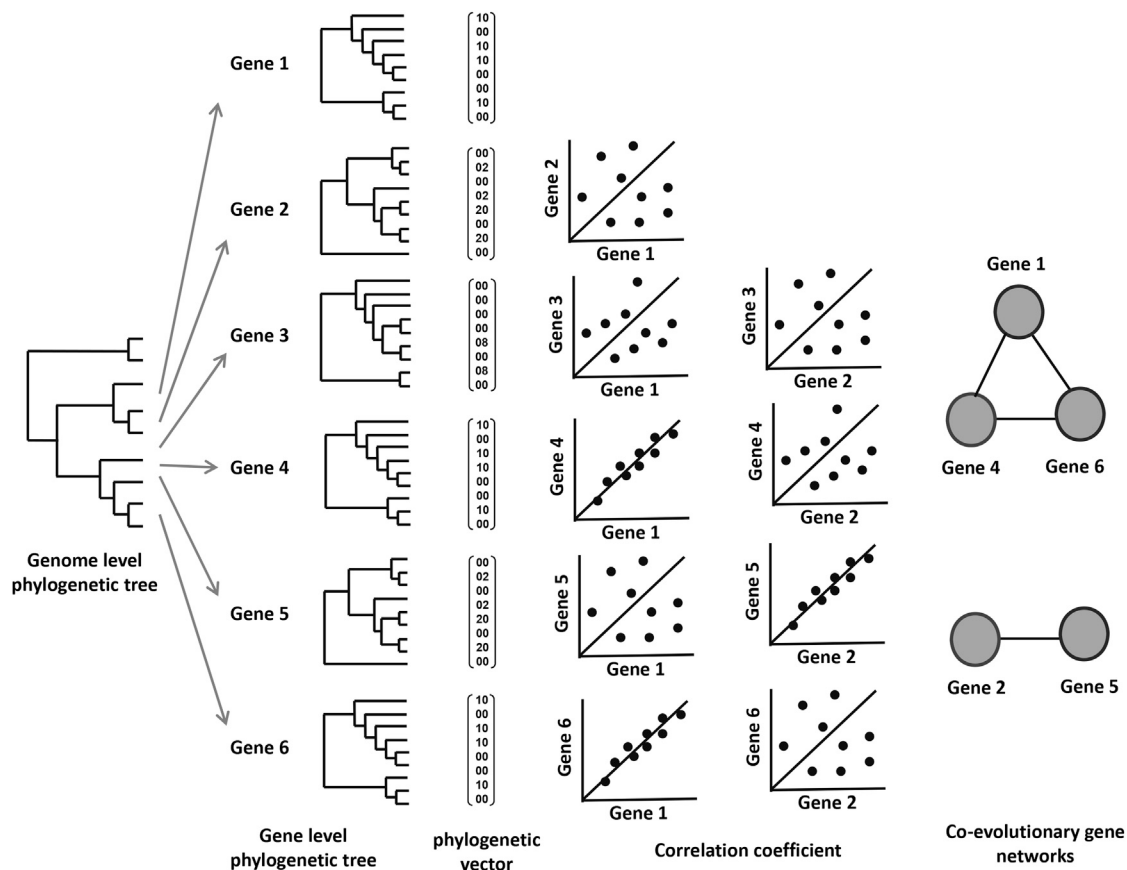 Gene 1
10
00
10
10
00
00
10
00
Gene 2
00
02
00
02
20
00
20
00
Gene 2
Gene 1
Gene 3
00
00
00
00
08
00
08
00
Gene 3
Gene 1
Gene 3
Gene 2
Gene 4
10
00
10
10
00
00
10
00
Gene 4
Gene 1
Gene 4
Gene 2
Gene 5
00
02
00
02
20
00
20
00
Gene 5
Gene 1
Gene 5
Gene 2
Gene 6
10
00
10
10
00
00
10
00
Gene 6
Gene 1
Gene 6
Gene 2
Gene 1
Gene 4
Gene 6
Gene 2
Gene 5
Genome level
phylogenetic tree
Gene level
phylogenetic tree
phylogenetic
vector
Correlation coefficient
Co-evolutionary gene
networks